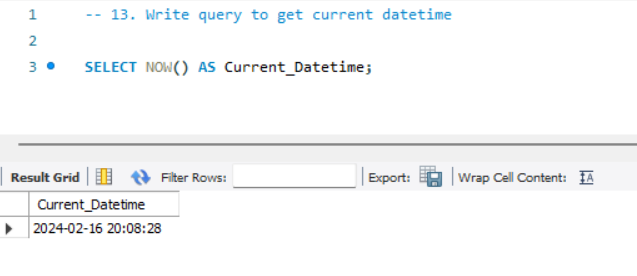 1 -- 13. Write query to get current datetime
2
3 SELECT NOW() AS Current_Datetime;
Result Grid Filter Rows: Export: Wrap Cell Content: IA
Current_Datetime
2024-02-16 20:08:28